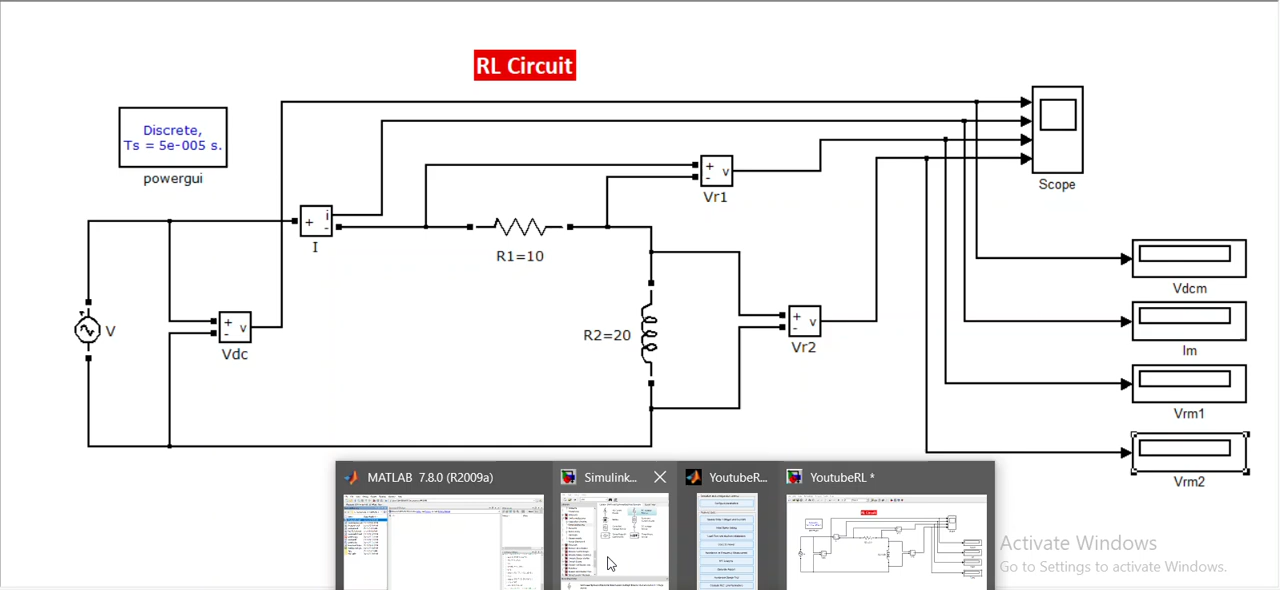 RL Circuit
Discrete,
Ts = 5e-005 s.
powergui
+
-
v
Vr1
Scope
+
i
-
I
R1=10
Vdcm
V
+
-
v
Vdc
R2=20
+
-
v
Vr2
Im
Vrm1
Vrm2
MATLAB 7.8.0 (R2009a)
Simulink...
YoutubeR...
YoutubeRL *
Activate Windows
Go to Settings to activate Windows.